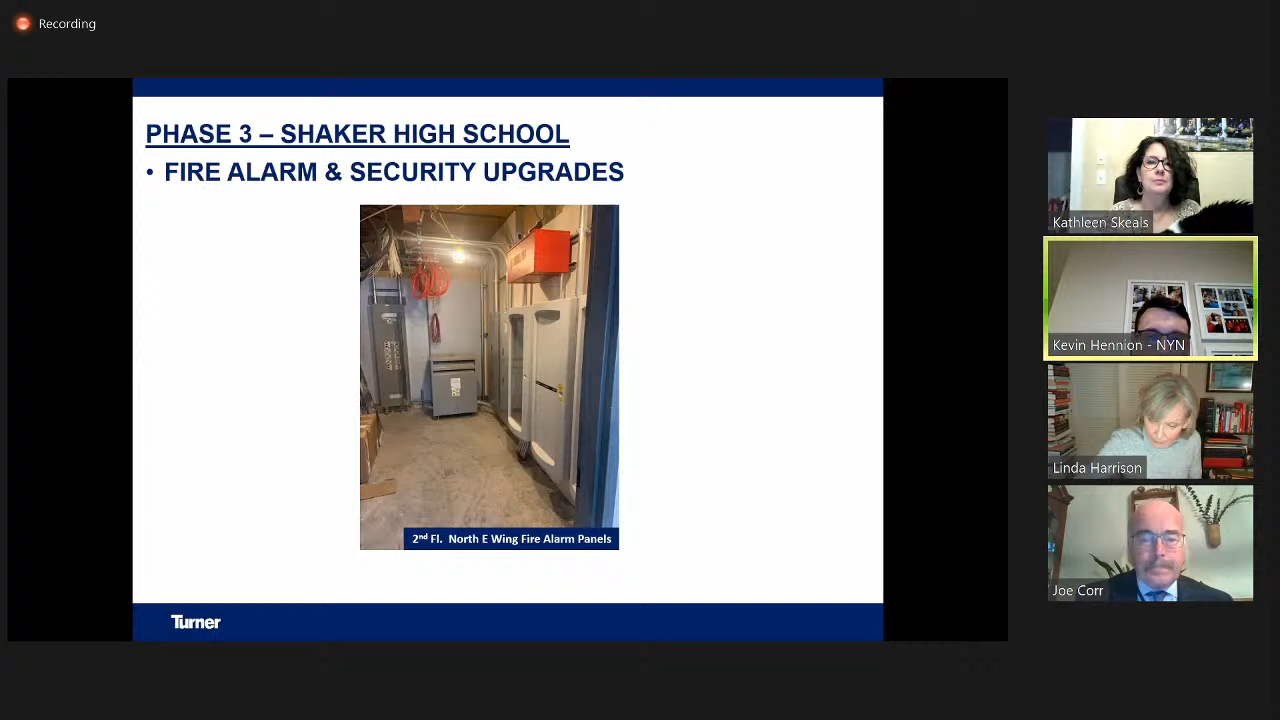 Recording
PHASE 3 – SHAKER HIGH SCHOOL
• FIRE ALARM & SECURITY UPGRADES
2nd Fl. North E Wing Fire Alarm Panels
Turner
Kathleen Skeals
Kevin Hennion - NYN
Linda Harrison
Joe Corr